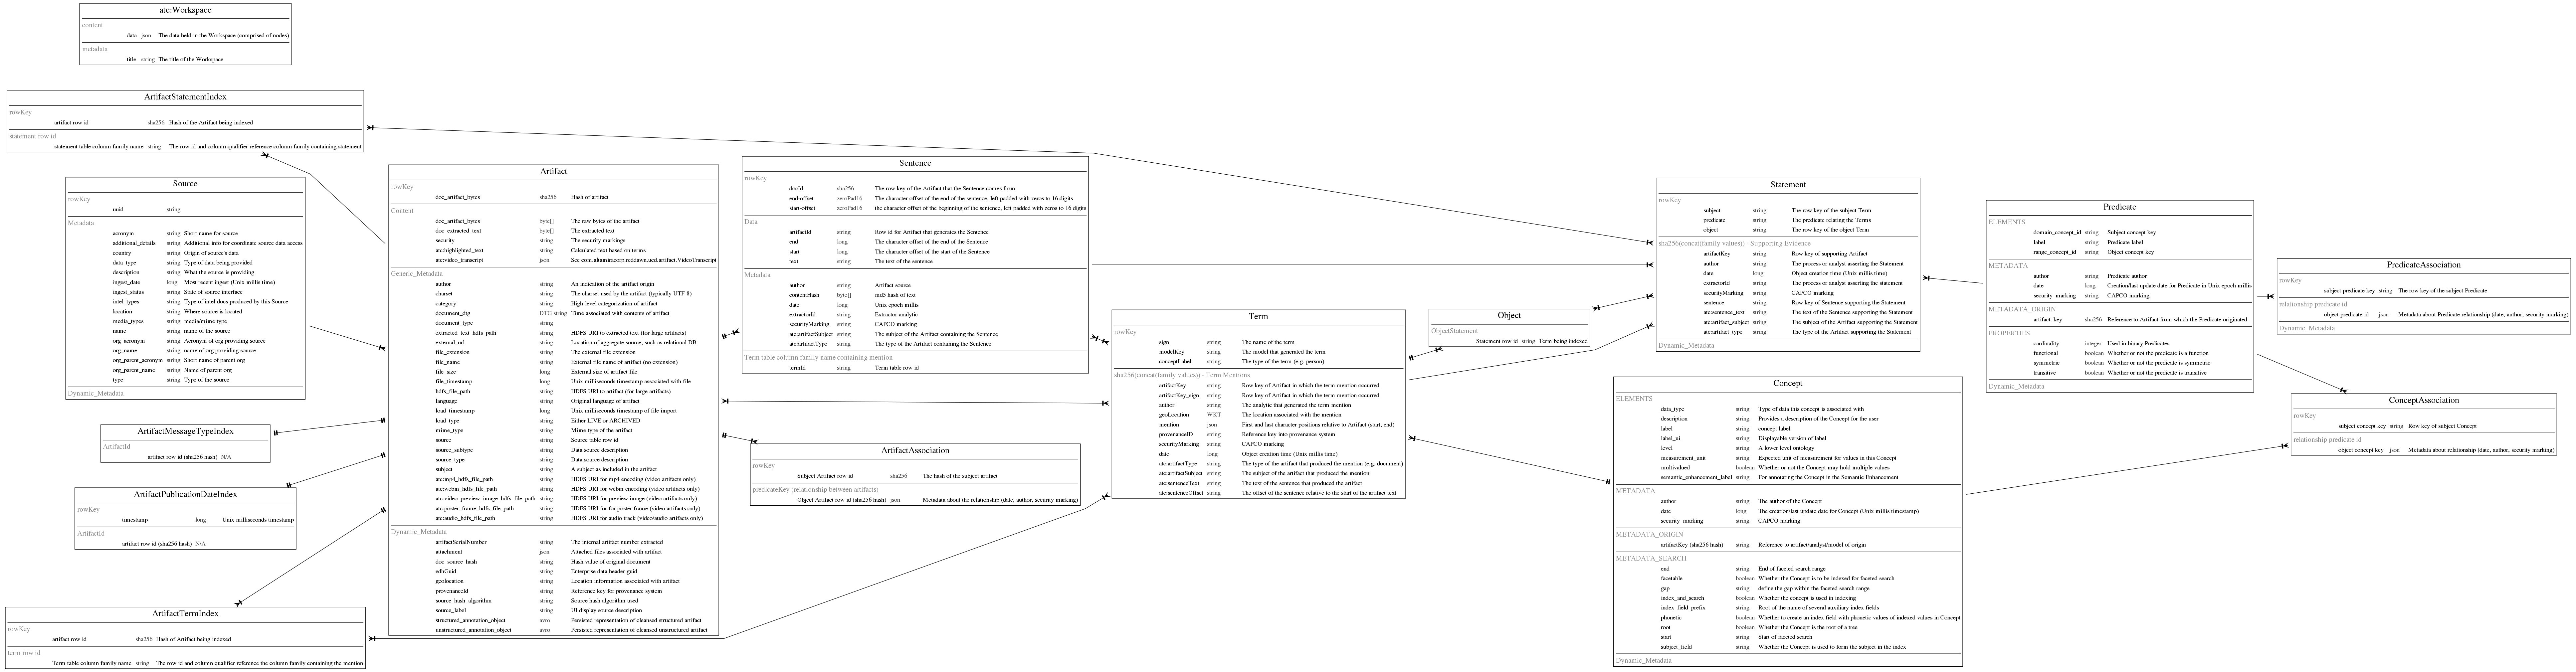 atc:Workspace
content
data json The data held in the Workspace (comprised of nodes)
metadata
title string The title of the Workspace
ArtifactStatementIndex
rowKey
artifact row id sha256 Hash of the Artifact being indexed
statement row id
statement table column family name string The row id and column qualifier reference column family containing statement
Source
rowKey
uuid string
Metadata
acronym string Short name for source
additional_details string Additional info for coordinate source data access
country string Origin of source's data
data_type string Type of data being provided
description string What the source is providing
ingest_date long Most recent ingest (Unix millis time)
ingest_status string State of source interface
intel_types string Type of intel docs produced by this Source
location string Where source is located
media_types string media/mime type
name string name of the source
org_acronym string Acronym of org providing source
org_name string name of org providing source
org_parent_acronym string Short name of parent org
org_parent_name string Name of parent org
type string Type of the source
Dynamic_Metadata
ArtifactMessageTypeIndex
ArtifactId
artifact row id (sha256 hash) N/A
ArtifactPublicationDateIndex
rowKey
timestamp long Unix milliseconds timestamp
ArtifactId
artifact row id (sha256 hash) N/A
ArtifactTermIndex
rowKey
artifact row id sha256 Hash of Artifact being indexed
term row id
Term table column family name string The row id and column qualifier reference the column family containing the mention
Artifact
rowKey
doc_artifact_bytes sha256 Hash of artifact
Content
doc_artifact_bytes byte[] The raw bytes of the artifact
doc_extracted_text byte[] The extracted text
security string The security markings
atc:highlighted_text string Calculated text based on terms
atc:video_transcript json See com.altamiracorp.reddawn.ucd.artifact.VideoTranscript
Generic_Metadata
author string An indication of the artifact origin
charset string The charset used by the artifact (typically UTF-8)
category string High-level categorization of artifact
document_dtg DTG string Time associated with contents of artifact
document_type string
extracted_text_hdfs_path string HDFS URI to extracted text (for large artifacts)
external_url string Location of aggregate source, such as relational DB
file_extension string The external file extension
file_name string External file name of artifact (no extension)
file_size long External size of artifact file
file_timestamp long Unix milliseconds timestamp associated with file
hdfs_file_path string HDFS URI to artifact (for large artifacts)
language string Original language of artifact
load_timestamp long Unix milliseconds timestamp of file import
load_type string Either LIVE or ARCHIVED
mime_type string Mime type of the artifact
source string Source table row id
source_subtype string Data source description
source_type string Data source description
subject string A subject as included in the artifact
atc:mp4_hdfs_file_path string HDFS URI for mp4 encoding (video artifacts only)
atc:webm_hdfs_file_path string HDFS URI for webm encoding (video artifacts only)
atc:video_preview_image_hdfs_file_path string HDFS URI for preview image (video artifacts only)
atc:poster_frame_hdfs_file_path string HDFS URI for for poster frame (video artifacts only)
atc:audio_hdfs_file_path string HDFS URI for audio track (video/audio artifacts only)
Dynamic_Metadata
artifactSerialNumber string The internal artifact number extracted
attachment json Attached files associated with artifact
doc_source_hash string Hash value of original document
edhGuid string Enterprise data header guid
geolocation string Location information associated with artifact
provenanceId string Reference key for provenance system
source_hash_algorithm string Source hash algorithm used
source_label string UI display source description
structured_annotation_object avro Persisted representation of cleansed structured artifact
unstructured_annotation_object avro Persisted representation of cleansed unstructured artifact
Sentence
rowKey
docId sha256 The row key of the Artifact that the Sentence comes from
end-offset zeroPad16 The character offset of the end of the sentence, left padded with zeros to 16 digits
start-offset zeroPad16 the character offset of the beginning of the sentence, left padded with zeros to 16 digits
Data
artifactId string Row id for Artifact that generates the Sentence
end long The character offset of the end of the Sentence
start long The character offset of the start of the Sentence
text string The text of the sentence
Metadata
author string Artifact source
contentHash byte[] md5 hash of text
date long Unix epoch millis
extractorId string Extractor analytic
securityMarking string CAPCO marking
atc:artifactSubject string The subject of the Artifact containing the Sentence
atc:artifactType string The type of the Artifact containing the Sentence
Term table column family name containing mention
termId string Term table row id
ArtifactAssociation
rowKey
Subject Artifact row id sha256 The hash of the subject artifact
predicateKey (relationship between artifacts)
Object Artifact row id (sha256 hash) json Metadata about the relationship (date, author, security marking)
Term
rowKey
sign string The name of the term
modelKey string The model that generated the term
conceptLabel string The type of the term (e.g. person)
sha256(concat(family values)) - Term Mentions
artifactKey string Row key of Artifact in which the term mention occurred
artifactKey_sign string Row key of Artifact in which the term mention occurred
author string The analytic that generated the term mention
geoLocation WKT The location associated with the mention
mention json First and last character positions relative to Artifact (start, end)
provenanceID string Reference key into provenance system
securityMarking string CAPCO marking
date long Object creation time (Unix millis time)
atc:artifactType string The type of the artifact that produced the mention (e.g. document)
atc:artifactSubject string The subject of the artifact that produced the mention
atc:sentenceText string The text of the sentence that produced the artifact
atc:sentenceOffset string The offset of the sentence relative to the start of the artifact text
Object
ObjectStatement
Statement row id string Term being indexed
Statement
rowKey
subject string The row key of the subject Term
predicate string The predicate relating the Terms
object string The row key of the object Term
sha256(concat(family values)) - Supporting Evidence
artifactKey string Row key of supporting Artifact
author string The process or analyst asserting the Statement
date long Object creation time (Unix millis time)
extractorId string The process or analyst asserting the statement
securityMarking string CAPCO marking
sentence string Row key of Sentence supporting the Statement
atc:sentence_text string The text of the Sentence supporting the Statement
atc:artifact_subject string The subject of the Artifact supporting the Statement
atc:artifact_type string The type of the Artifact supporting the Statement
Dynamic_Metadata
Concept
ELEMENTS
data_type string Type of data this concept is associated with
description string Provides a description of the Concept for the user
label string concept label
label_ui string Displayable version of label
level string A lower level ontology
measurement_unit string Expected unit of measurement for values in this Concept
multivalued boolean Whether or not the Concept may hold multiple values
semantic_enhancement_label string For annotating the Concept in the Semantic Enhancement
METADATA
author string The author of the Concept
date long The creation/last update date for Concept (Unix millis timestamp)
security_marking string CAPCO marking
METADATA_ORIGIN
artifactKey (sha256 hash) string Reference to artifact/analyst/model of origin
METADATA_SEARCH
end string End of faceted search range
facetable boolean Whether the Concept is to be indexed for faceted search
gap string define the gap within the faceted search range
index_and_search boolean Whether the concept is used in indexing
index_field_prefix string Root of the name of several auxiliary index fields
phonetic boolean Whether to create an index field with phonetic values of indexed values in Concept
root boolean Whether the Concept is the root of a tree
start string Start of faceted search
subject_field string Whether the Concept is used to form the subject in the index
Dynamic_Metadata
Predicate
ELEMENTS
domain_concept_id string Subject concept key
label string Predicate label
range_concept_id string Object concept key
METADATA
author string Predicate author
date long Creation/last update date for Predicate in Unix epoch millis
security_marking string CAPCO marking
METADATA_ORIGIN
artifact_key sha256 Reference to Artifact from which the Predicate originated
PROPERTIES
cardinality integer Used in binary Predicates
functional boolean Whether or not the predicate is a function
symmetric boolean Whether or not the predicate is symmetric
transitive boolean Whether or not the predicate is transitive
Dynamic_Metadata
PredicateAssociation
rowKey
subject predicate key string The row key of the subject Predicate
relationship predicate id
object predicate id json Metadata about Predicate relationship (date, author, security marking)
Dynamic_Metadata
ConceptAssociation
rowKey
subject concept key string Row key of subject Concept
relationship predicate id
object concept key json Metadata about relationship (date, author, security marking)